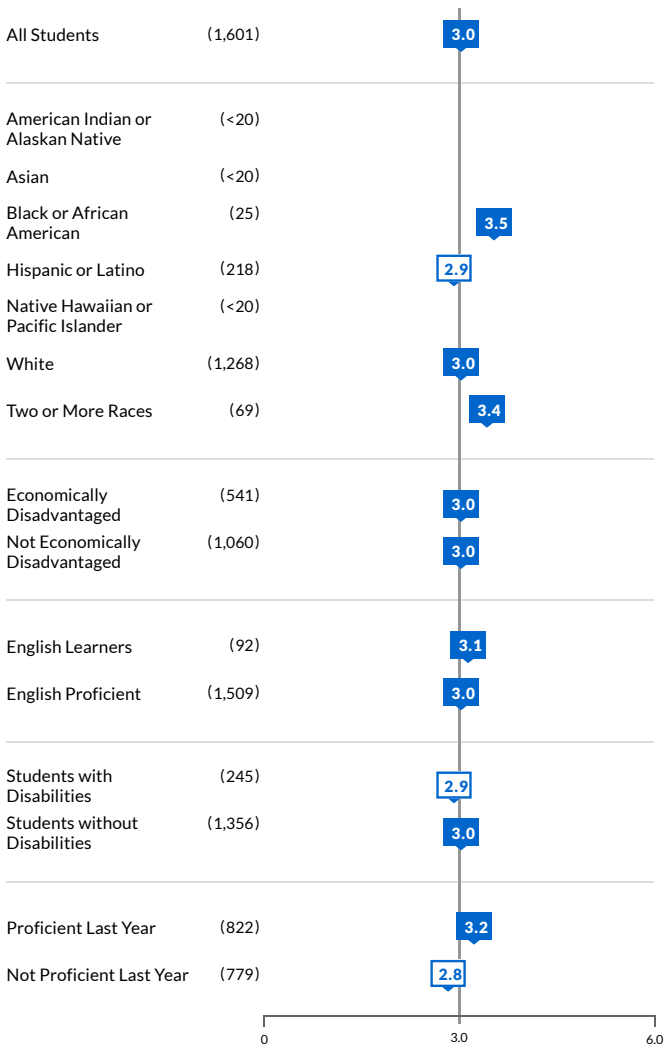 All Students (1,601) 3.0
American Indian or (<20)
Alaskan Native
Asian (<20)
Black or African (25) 3.5
American
Hispanic or Latino (218) 2.9
Native Hawaiian or (<20)
Pacific Islander
White (1,268) 3.0
Two or More Races (69) 3.4
Economically (541) 3.0
Disadvantaged
Not Economically (1,060) 3.0
Disadvantaged
English Learners (92) 3.1
English Proficient (1,509) 3.0
Students with (245) 2.9
Disabilities
Students without (1,356) 3.0
Disabilities
Proficient Last Year (822) 3.2
Not Proficient Last Year (779) 2.8
0 3.0 6.0